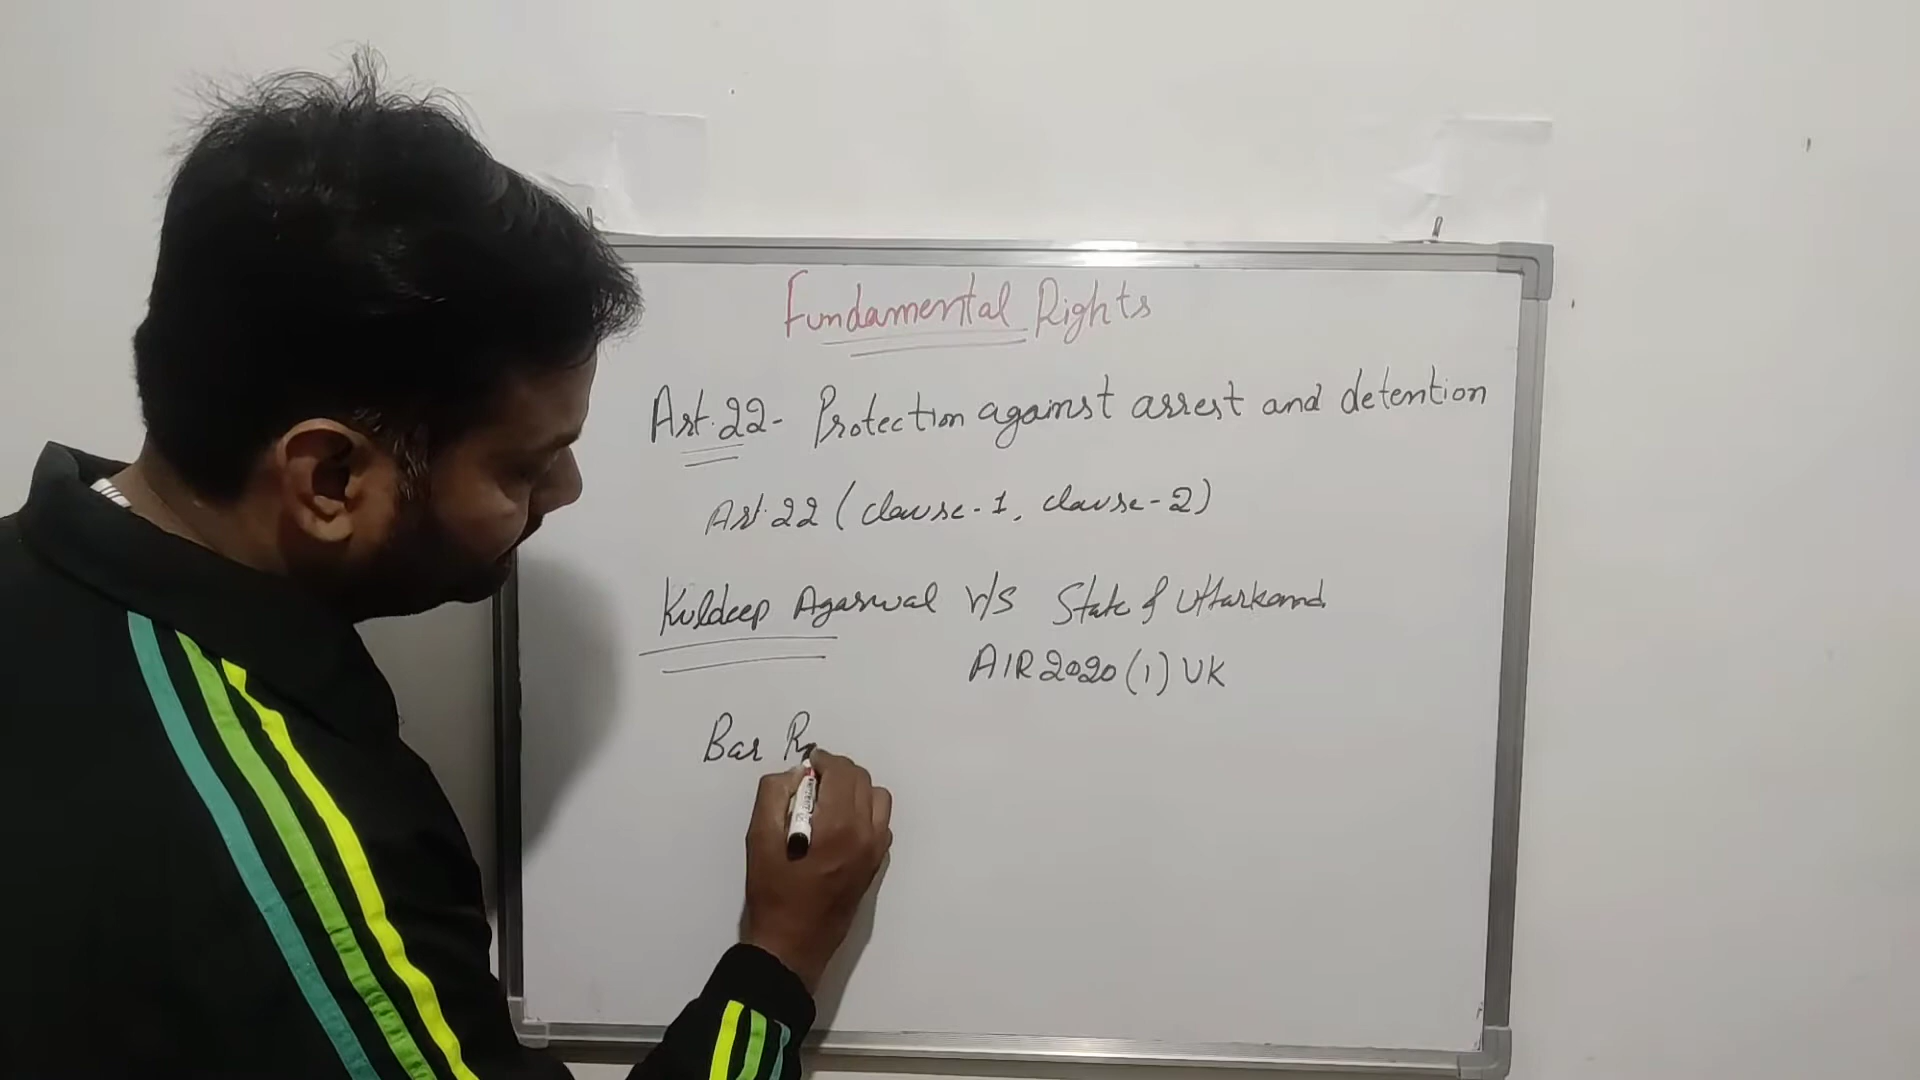 Fundamental Rights
Art. 22 - Protection against arrest and detention
Art. 22 (clause - 1, clause - 2)
Kuldeep Agarwal v/s State of Uttarkand.
AIR 2020 (1) UK
Bar R